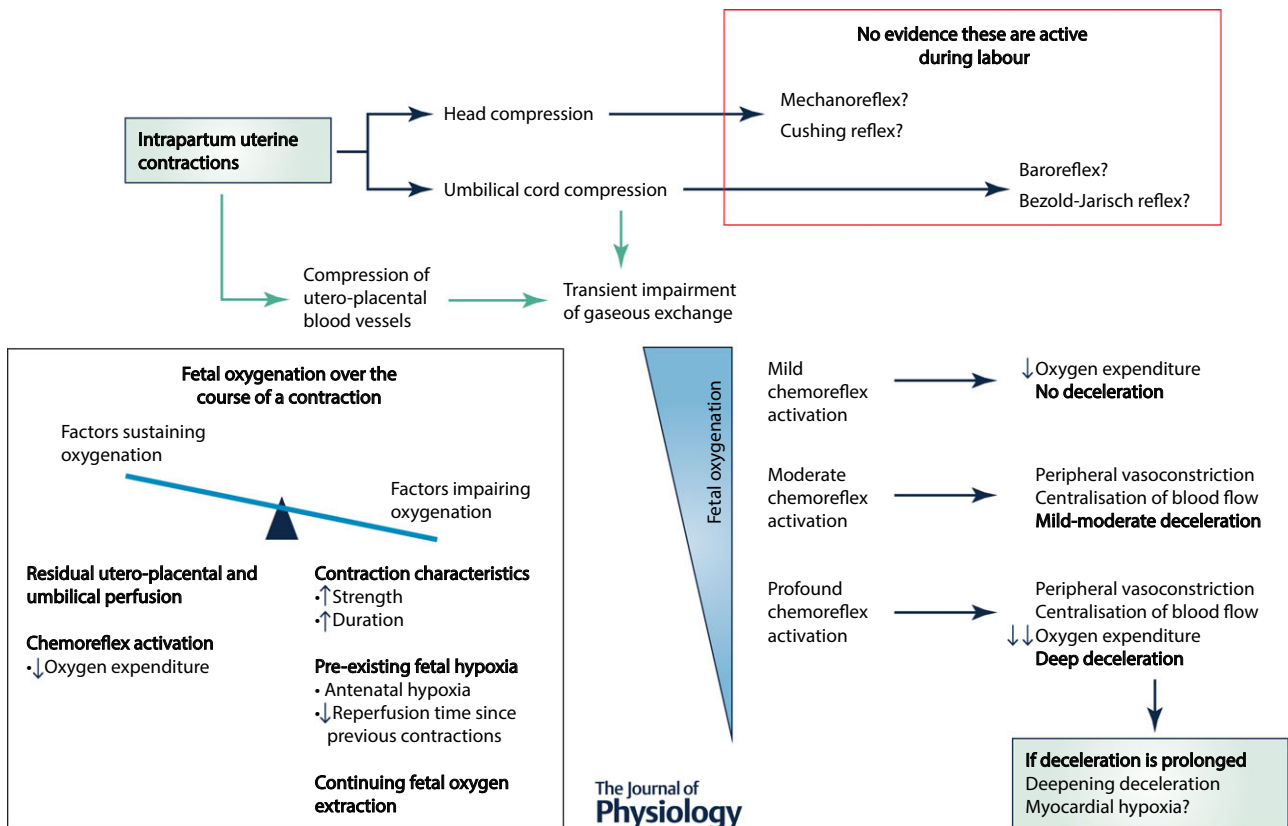 No evidence these are active
during labour
Head compression
Mechanoreflex?
Cushing reflex?
Intrapartum uterine
contractions
Umbilical cord compression
Baroreflex?
Bezold-Jarisch reflex?
Compression of
utero-placental
blood vessels
Transient impairment
of gaseous exchange
Fetal oxygenation over the
course of a contraction
Factors sustaining
oxygenation
Factors impairing
oxygenation
Residual utero-placental and
umbilical perfusion
Chemoreflex activation
•↓Oxygen expenditure
Contraction characteristics
•↑Strength
•↑Duration
Pre-existing fetal hypoxia
• Antenatal hypoxia
•↓Reperfusion time since
previous contractions
Continuing fetal oxygen
extraction
Fetal oxygenation
Mild
chemoreflex
activation
↓Oxygen expenditure
No deceleration
Moderate
chemoreflex
activation
Peripheral vasoconstriction
Centralisation of blood flow
Mild-moderate deceleration
Profound
chemoreflex
activation
Peripheral vasoconstriction
Centralisation of blood flow
↓↓Oxygen expenditure
Deep deceleration
If deceleration is prolonged
Deepening deceleration
Myocardial hypoxia?
The Journal of
Physiology